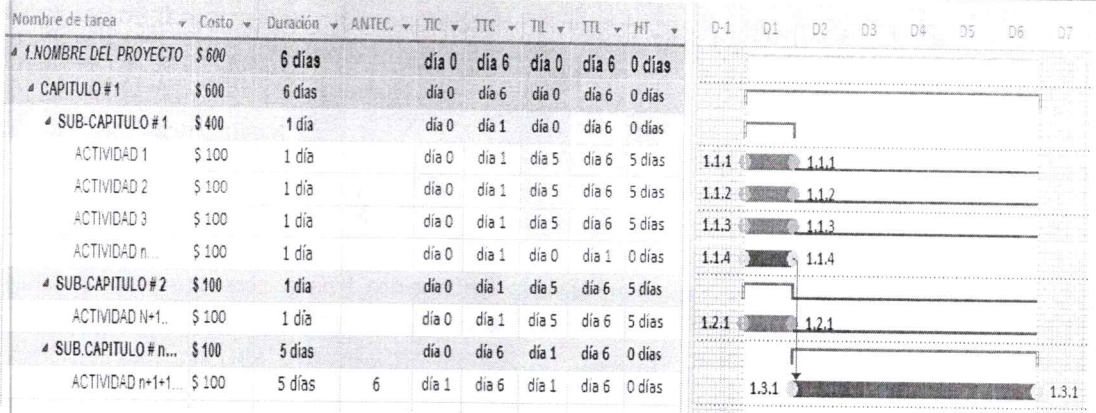 Nombre de tarea Costo Duración ANTEC. TIC TTC TIL TTL HT D-1 D1 D2 D3 D4 D5 D6 D7
1.NOMBRE DEL PROYECTO $ 600 6 días día 0 día 6 día 0 día 6 0 días
CAPITULO # 1 $ 600 6 días día 0 día 6 día 0 día 6 0 días
SUB-CAPITULO # 1 $ 400 1 día día 0 día 1 día 0 día 6 0 días
ACTIVIDAD 1 $ 100 1 día día 0 día 1 día 5 día 6 5 días 1.1.1 1.1.1
ACTIVIDAD 2 $ 100 1 día día 0 día 1 día 5 día 6 5 días 1.1.2 1.1.2
ACTIVIDAD 3 $ 100 1 día día 0 día 1 día 5 día 6 5 días 1.1.3 1.1.3
ACTIVIDAD n... $ 100 1 día día 0 día 1 día 0 día 1 0 días 1.1.4 1.1.4
SUB-CAPITULO # 2 $ 100 1 día día 0 día 1 día 5 día 6 5 días
ACTIVIDAD N+1.. $ 100 1 día día 0 día 1 día 5 día 6 5 días 1.2.1 1.2.1
SUB.CAPITULO # n... $ 100 5 días día 0 día 6 día 1 día 6 0 días
ACTIVIDAD n+1+1... $ 100 5 días 6 día 1 día 6 día 1 día 6 0 días 1.3.1 1.3.1